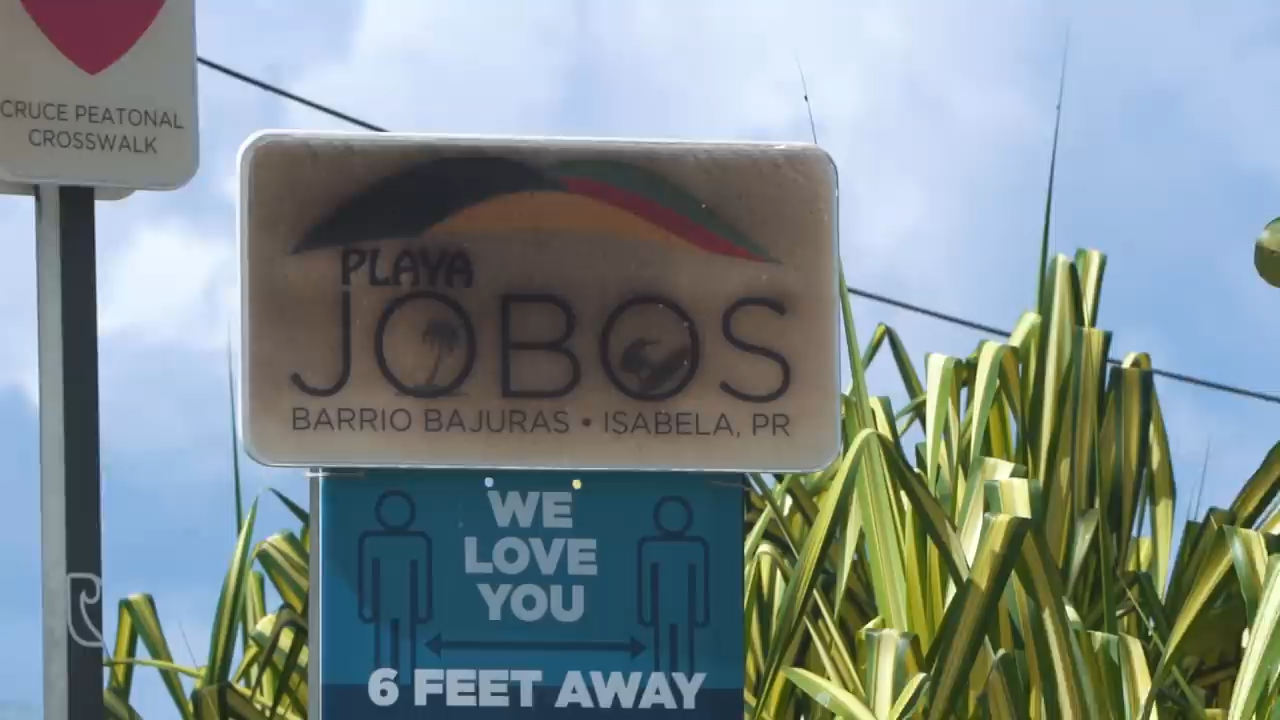 CRUCE PEATONAL
CROSSWALK
PLAYA
JOBOS
BARRIO BAJURAS • ISABELA, PR
WE
LOVE
YOU
6 FEET AWAY